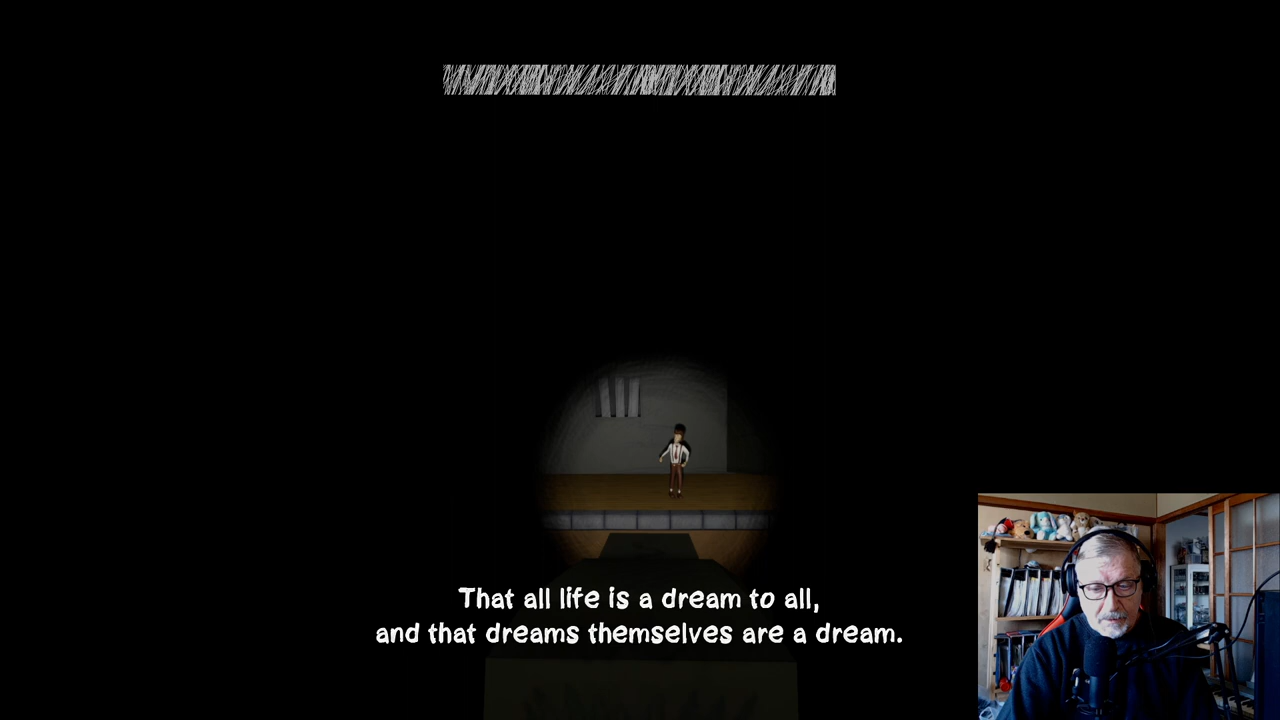 That all life is a dream to all,
and that dreams themselves are a dream.